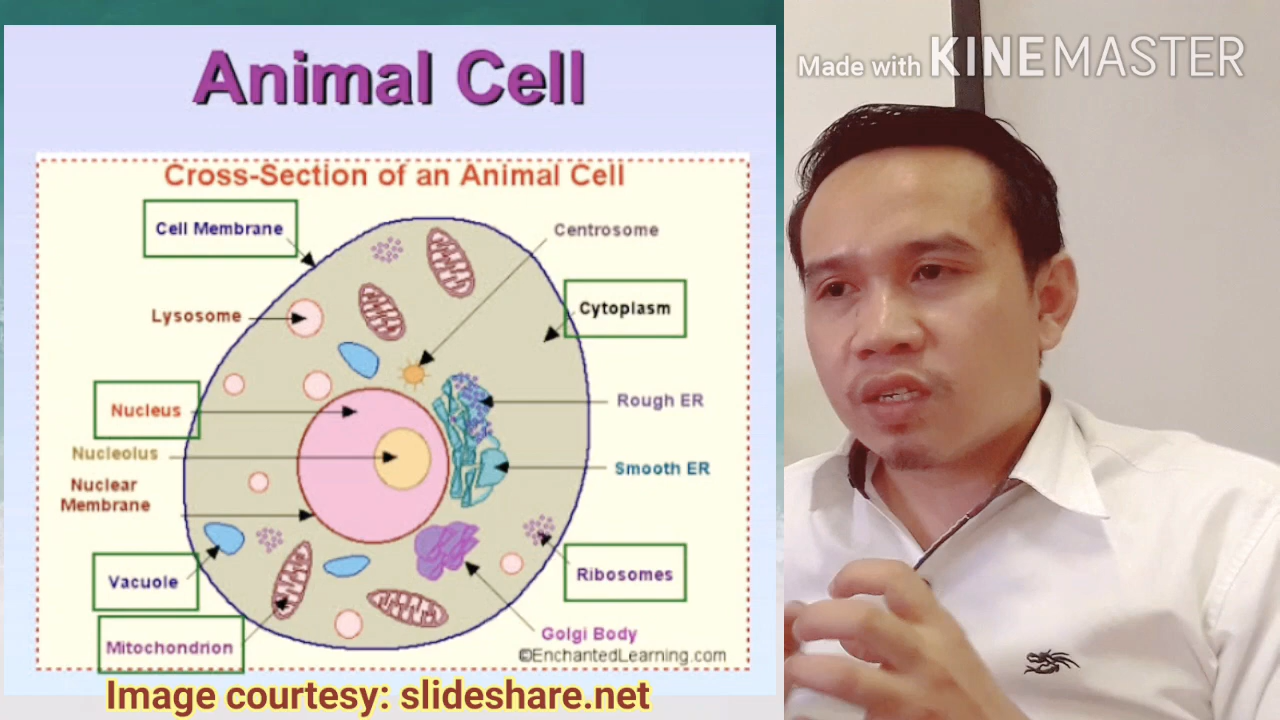 Animal Cell
Cross-Section of an Animal Cell
Cell Membrane
Centrosome
Lysosome
Cytoplasm
Nucleus
Rough ER
Nucleolus
Smooth ER
Nuclear
Membrane
Vacuole
Ribosomes
Mitochondrion
Golgi Body
©EnchantedLearning.com
Image courtesy: slideshare.net
Made with KINEMASTER